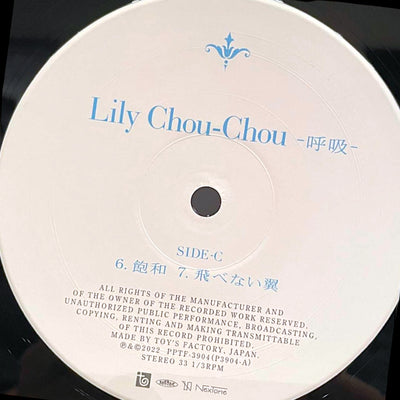 Lily Chou-Chou -呼吸-
SIDE-C
6. 飽和 7. 飛べない翼
ALL RIGHTS OF THE MANUFACTURER AND
OF THE OWNER OF THE RECORDED WORK RESERVED.
UNAUTHORIZED PUBLIC PERFORMANCE, BROADCASTING,
COPYING, RENTING AND MAKING TRANSMITTABLE
OF THIS RECORD PROHIBITED.
MADE BY TOY'S FACTORY, JAPAN.
℗&©2022 PPTF-3904(P3904-A)
STEREO 33 1/3RPM
NexTone